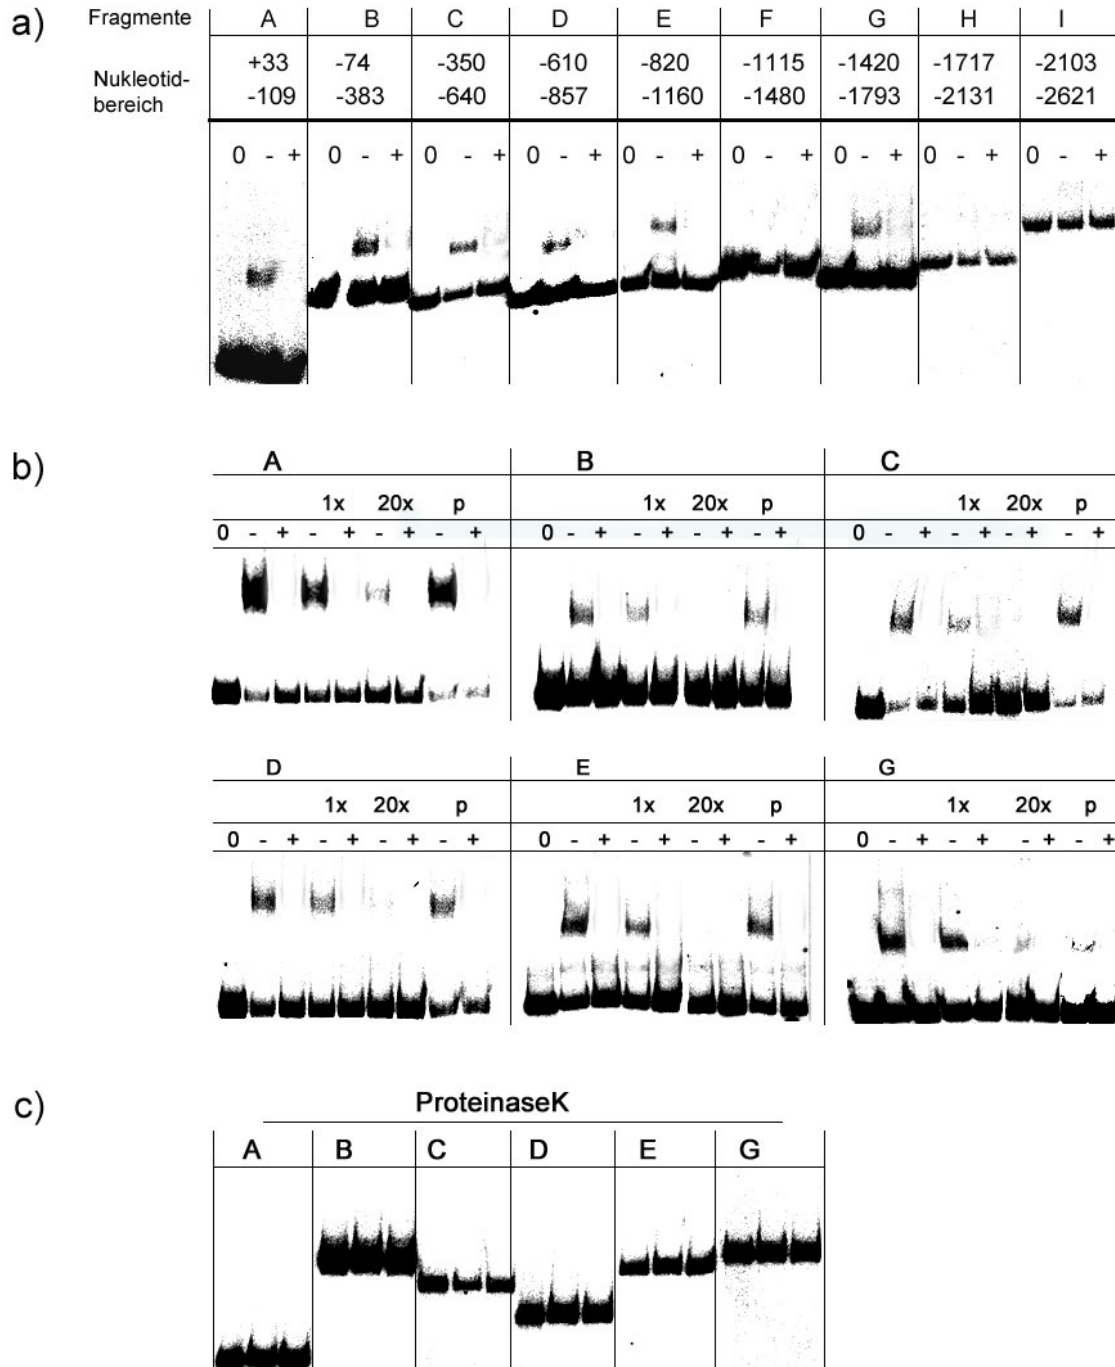 a)
Fragmente A B C D E F G H I
Nukleotid-
bereich
+33 -74 -350 -610 -820 -1115 -1420 -1717 -2103
-109 -383 -640 -857 -1160 -1480 -1793 -2131 -2621
0 - + 0 - + 0 - + 0 - + 0 - + 0 - + 0 - + 0 - + 0 - +
b)
A B C
1x 20x p 1x 20x p 1x 20x p
0 - + - + - + - + 0 - + - + - + 0 - + - + - + - +
D E G
1x 20x p 1x 20x p 1x 20x p
0 - + - + - + - + 0 - + - + - + - + 0 - + - + - + - +
c)
ProteinaseK
A B C D E G